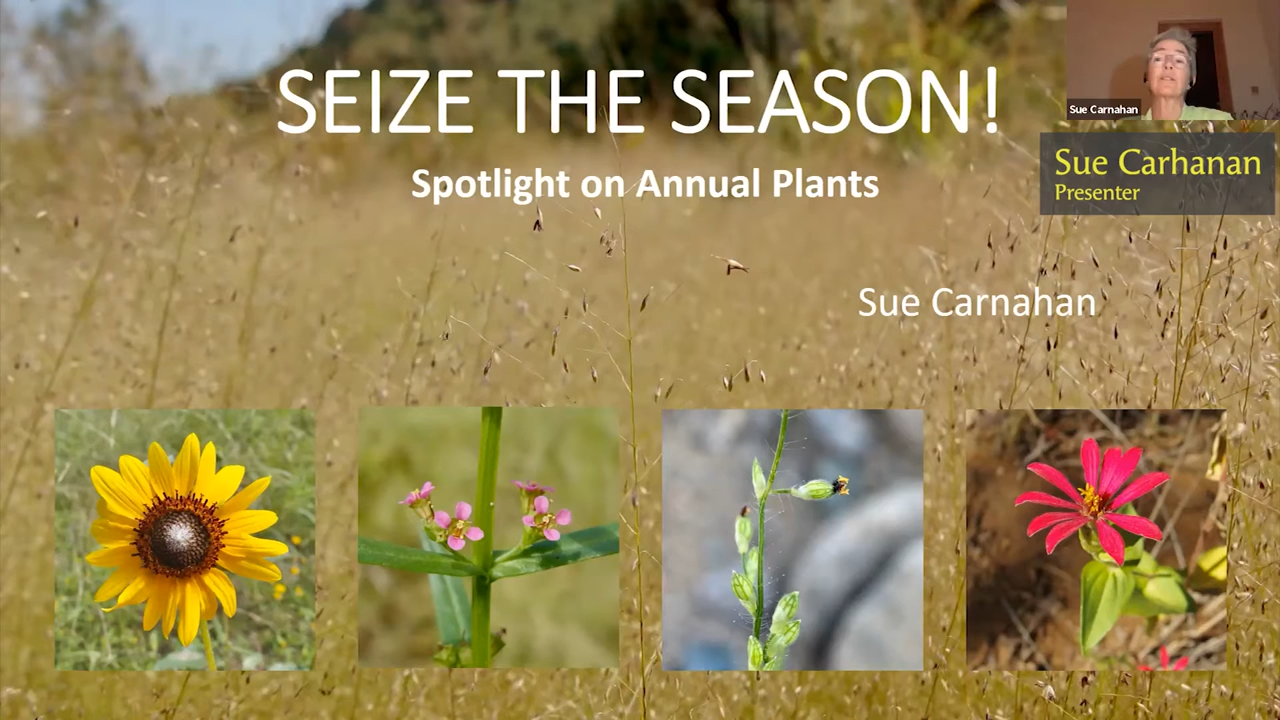 SEIZE THE SEASON!
Spotlight on Annual Plants
Sue Carnahan
Sue Carhanan
Presenter
Sue Carnahan